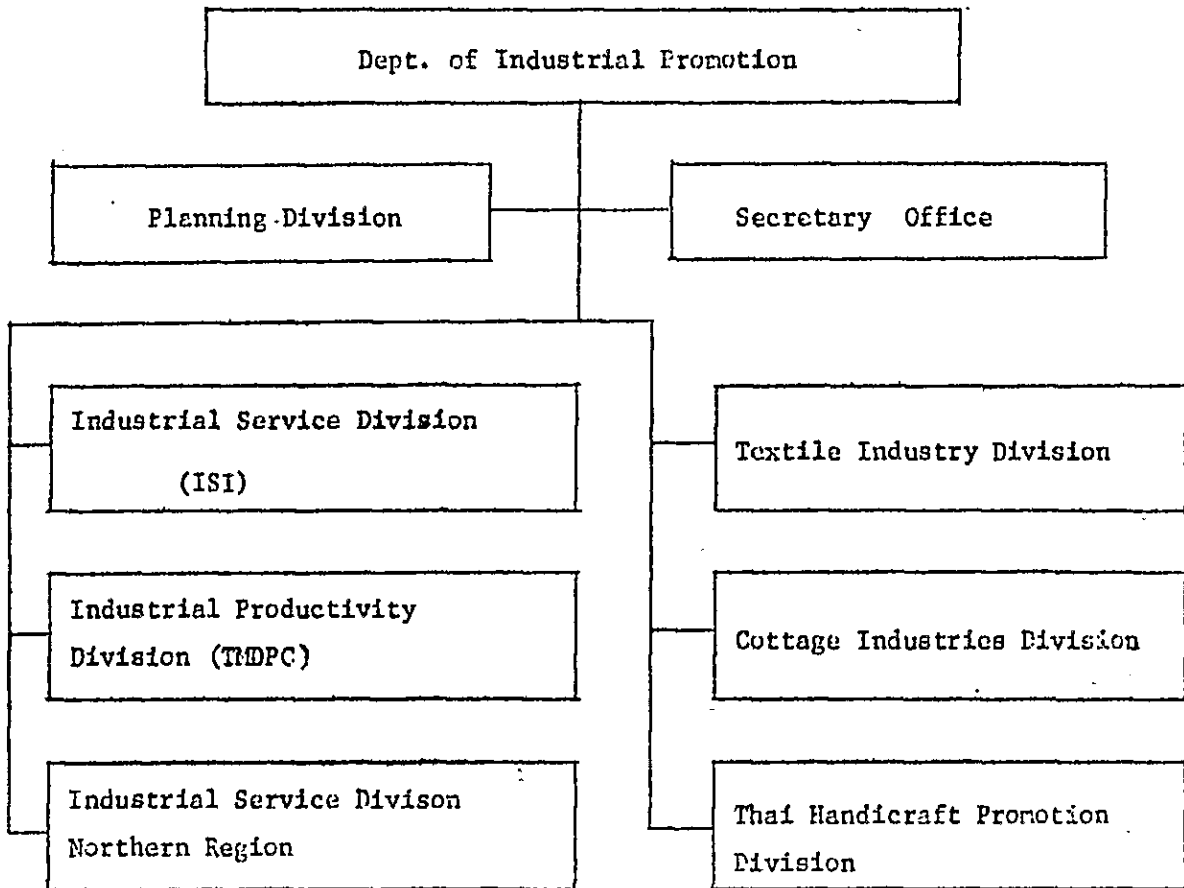 Dept. of Industrial Promotion
Planning Division
Secretary Office
Industrial Service Division
(ISI)
Industrial Productivity
Division (TMDPC)
Industrial Service Divison
Northern Region
Textile Industry Division
Cottage Industries Division
Thai Handicraft Promotion
Division